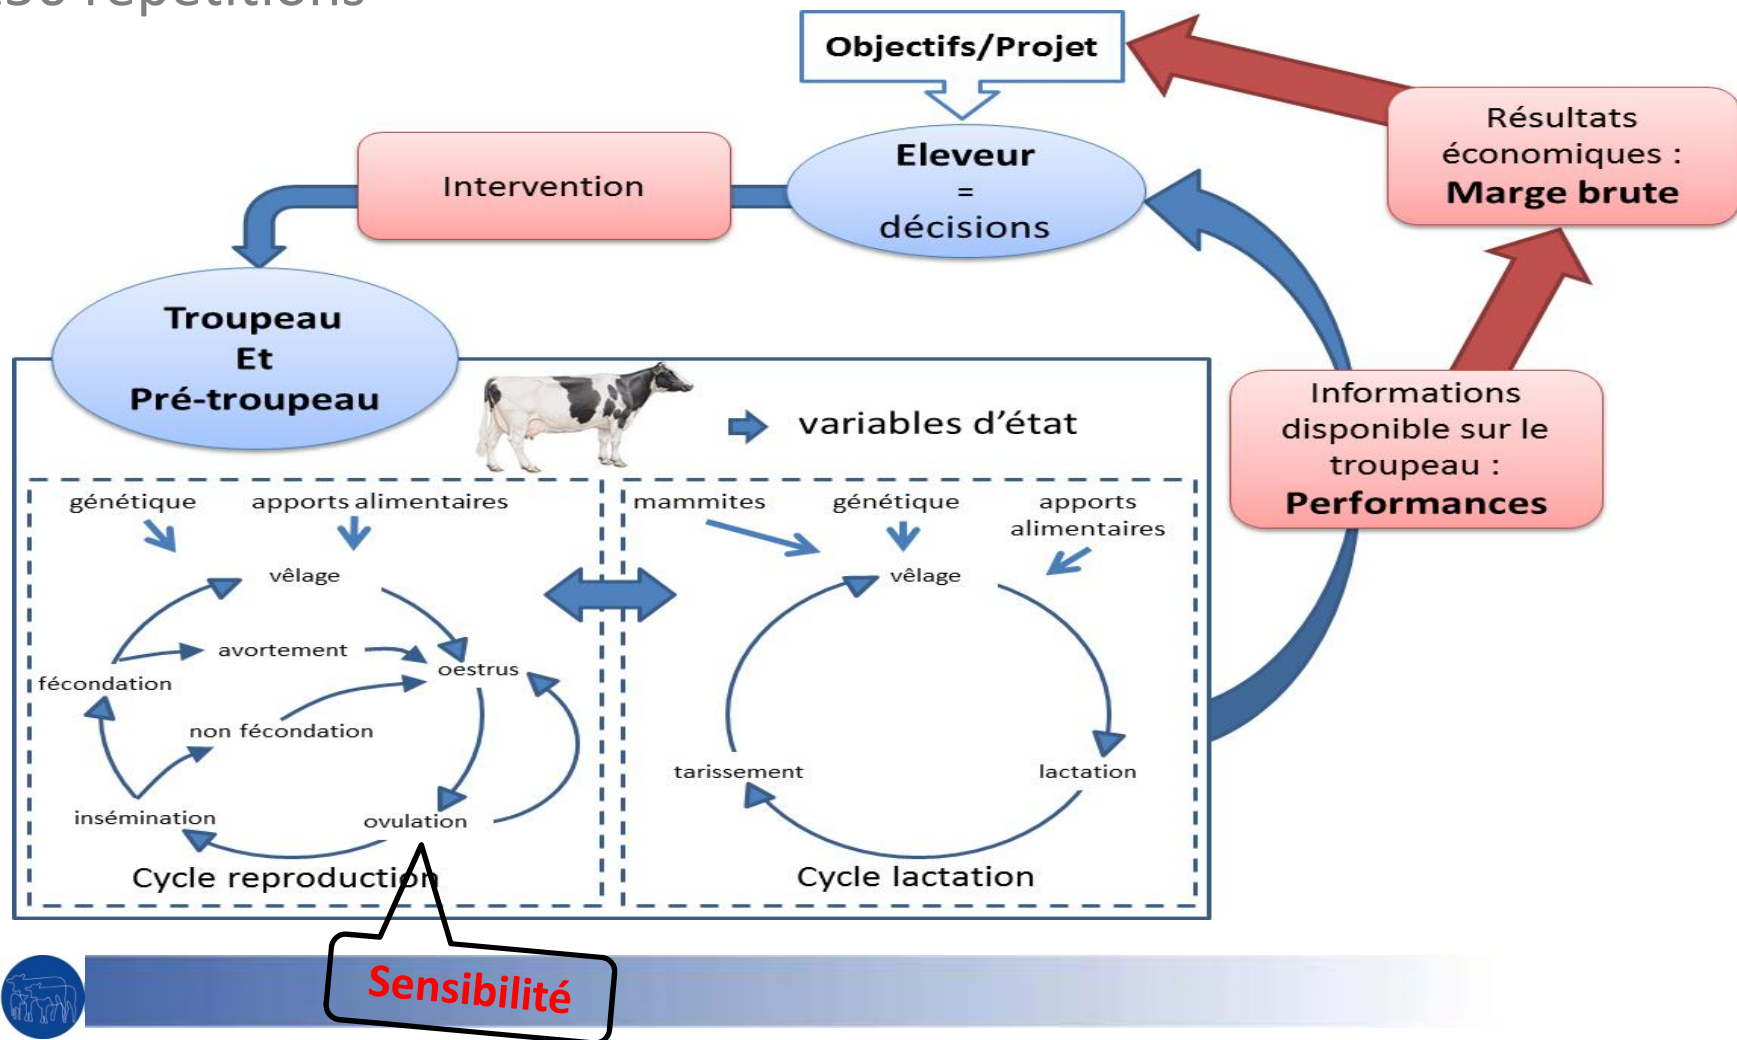 répétitions
Objectifs/Projet
Résultats
économiques :
Marge brute
Eleveur
=
décisions
Intervention
Troupeau
Et
Pré-troupeau
variables d'état
Informations
disponible sur le
troupeau :
Performances
génétique
apports alimentaires
vêlage
avortement
oestrus
fécondation
non fécondation
insémination
ovulation
Cycle reproduction
mammites
génétique
apports
alimentaires
vêlage
tarissement
lactation
Cycle lactation
Sensibilité